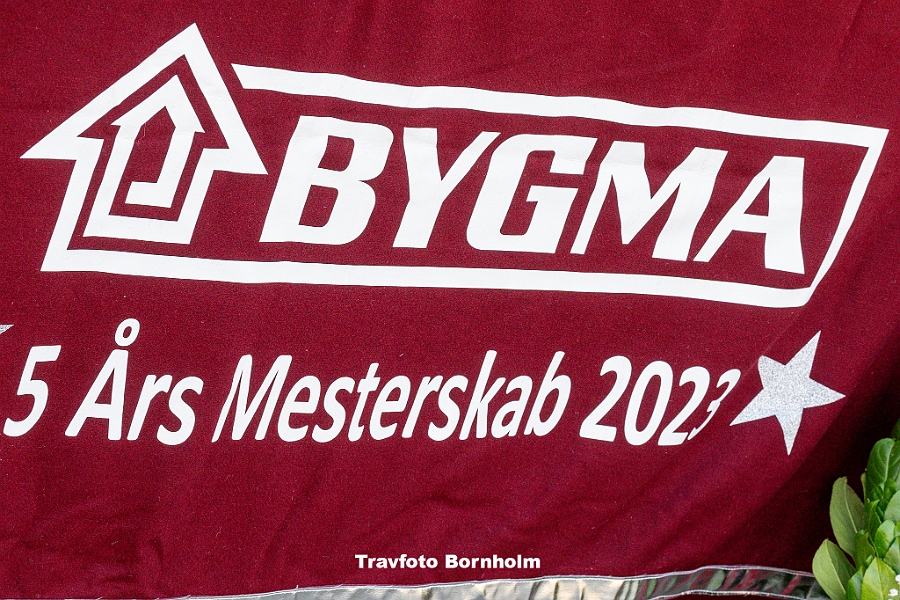 BYGMA
5 Års Mesterskab 2023
Travfoto Bornholm